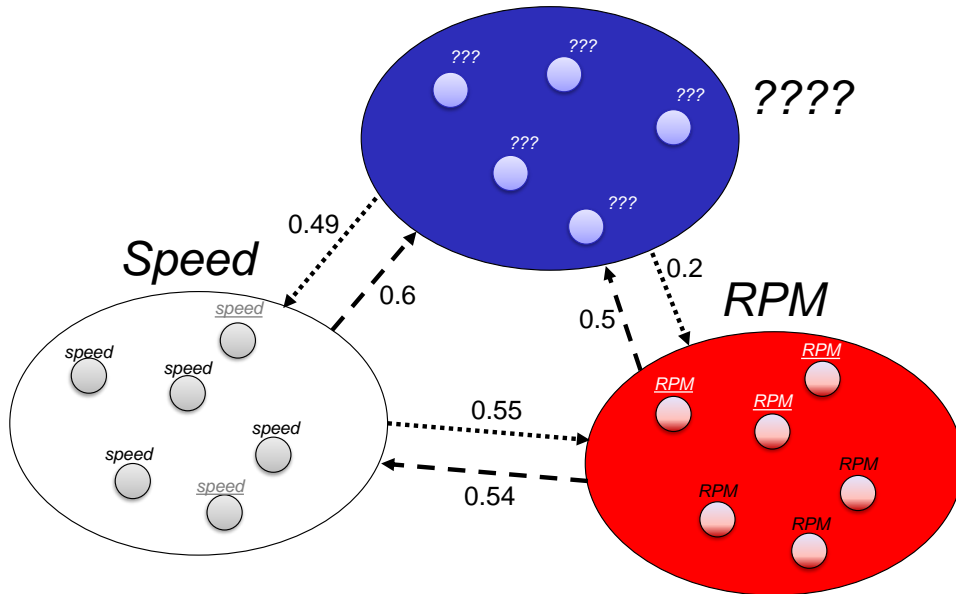 ???
???
???
????
???
???
0.49
0.2
Speed
0.6
RPM
0.5
speed
speed
speed
RPM
RPM
RPM
0.55
speed
speed
RPM
speed
0.54
RPM
RPM